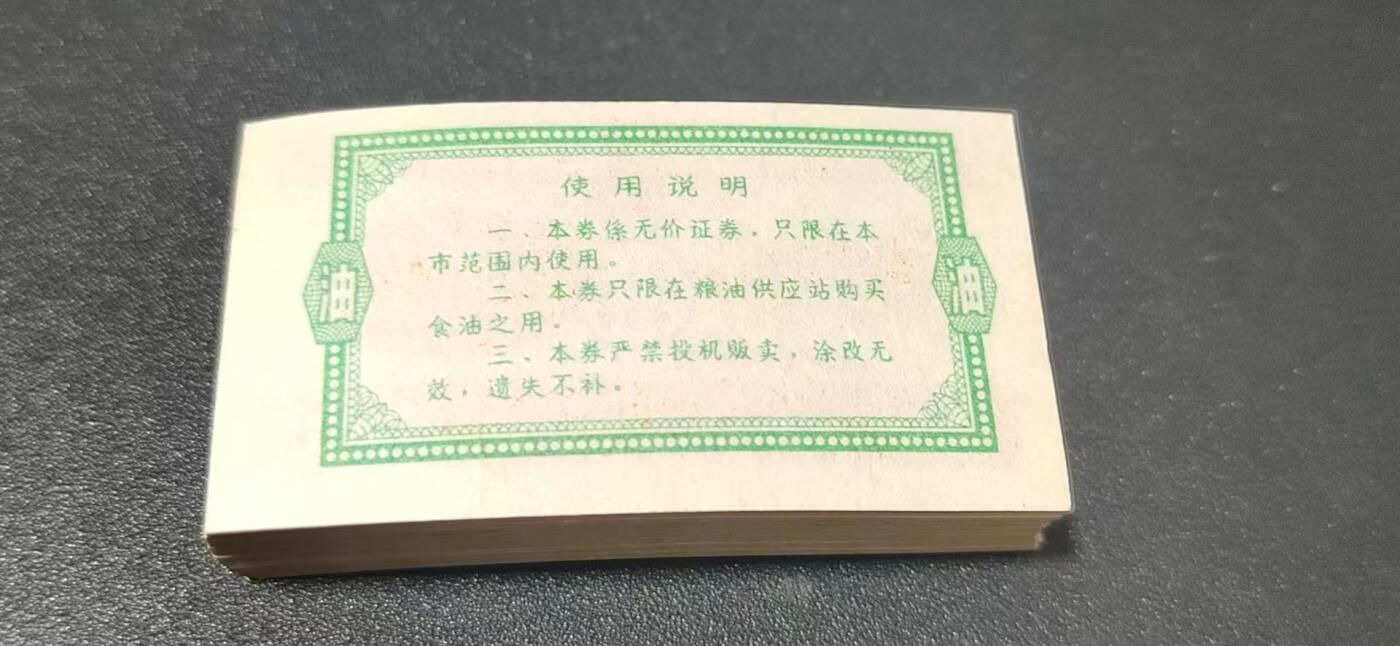 使用说明
一、本券係无价证券，只限在本
市范围内使用。
二、本券只限在粮油供应站购买
食油之用。
三、本券严禁投机贩卖，涂改无
效，遗失不补。
油
油